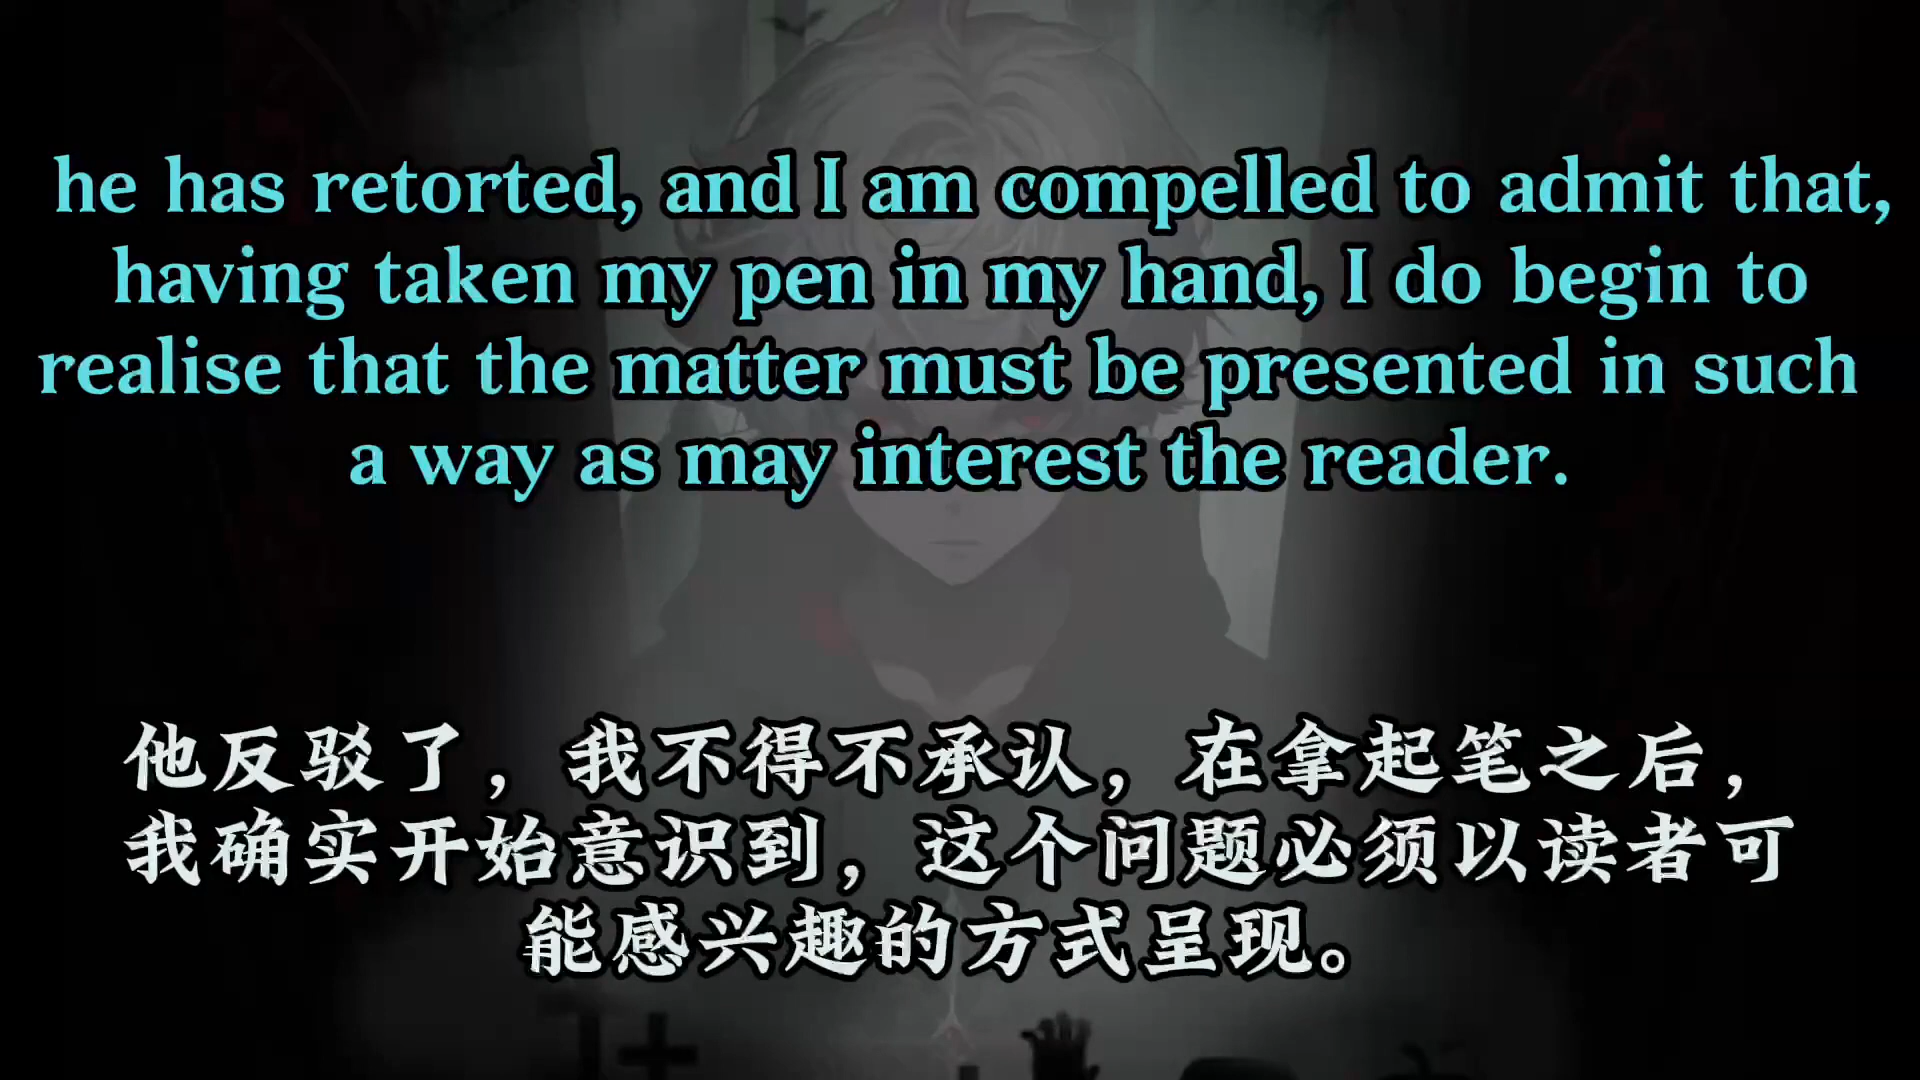 he has retorted, and I am compelled to admit that,
having taken my pen in my hand, I do begin to
realise that the matter must be presented in such
a way as may interest the reader.
他反驳了，我不得不承认，在拿起笔之后，
我确实开始意识到，这个问题必须以读者可
能感兴趣的方式呈现。